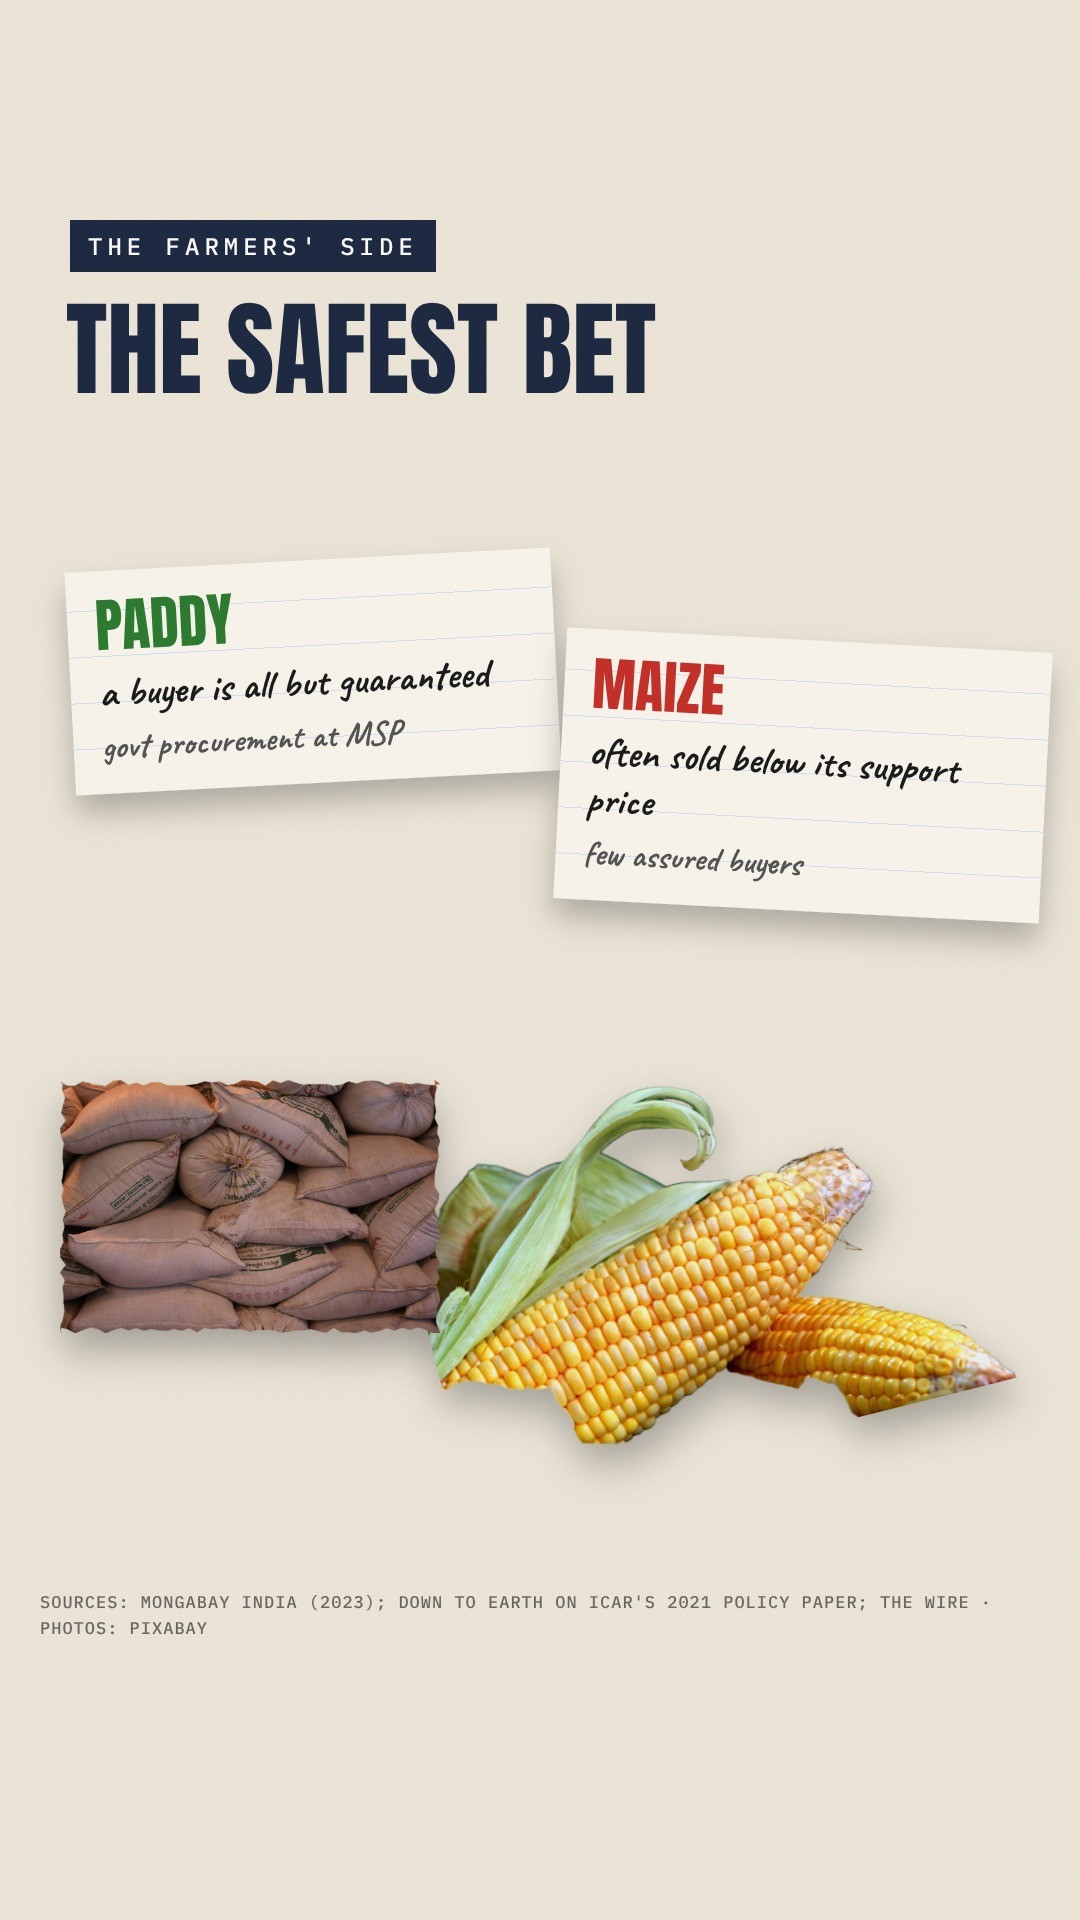 THE FARMERS' SIDE
THE SAFEST BET
PADDY
a buyer is all but guaranteed
govt procurement at MSP
MAIZE
often sold below its support
price
few assured buyers
SOURCES: MONGABAY INDIA (2023); DOWN TO EARTH ON ICAR'S 2021 POLICY PAPER; THE WIRE ·
PHOTOS: PIXABAY